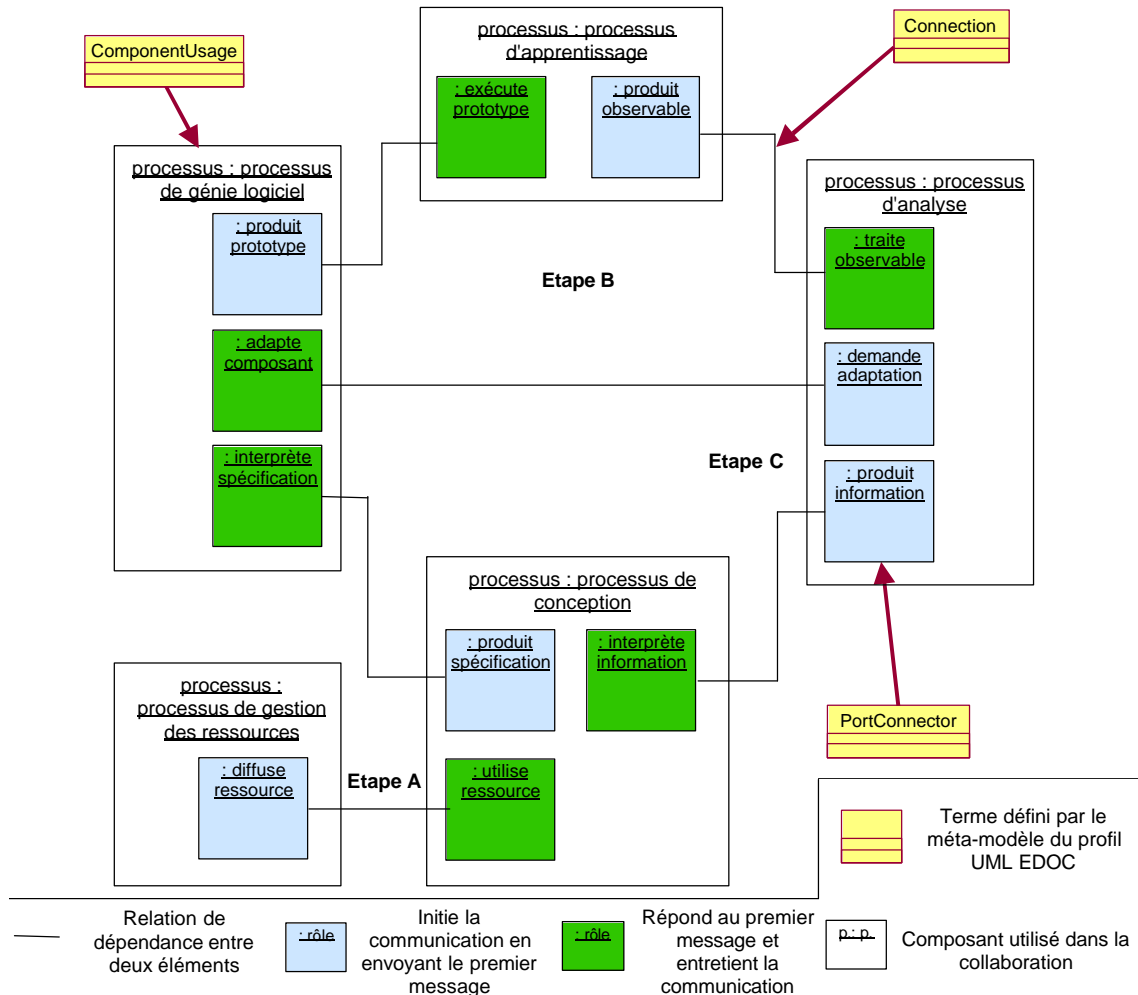 processus : processus
d'apprentissage
ComponentUsage
Connection
: exécute
prototype
: produit
observable
processus : processus
de génie logiciel
: produit
prototype
: adapte
composant
: interprète
spécification
processus : processus
d'analyse
: traite
observable
: demande
adaptation
: produit
information
Etape B
Etape C
processus : processus de
conception
: produit
spécification
: interprète
information
: utilise
ressource
processus :
processus de gestion
des ressources
: diffuse
ressource
Etape A
PortConnector
Terme défini par le
méta-modèle du profil
UML EDOC
Relation de
dépendance entre
deux éléments
: rôle
Initie la
communication en
envoyant le premier
message
: rôle
Répond au premier
message et
entretient la
communication
p : p
Composant utilisé dans la
collaboration